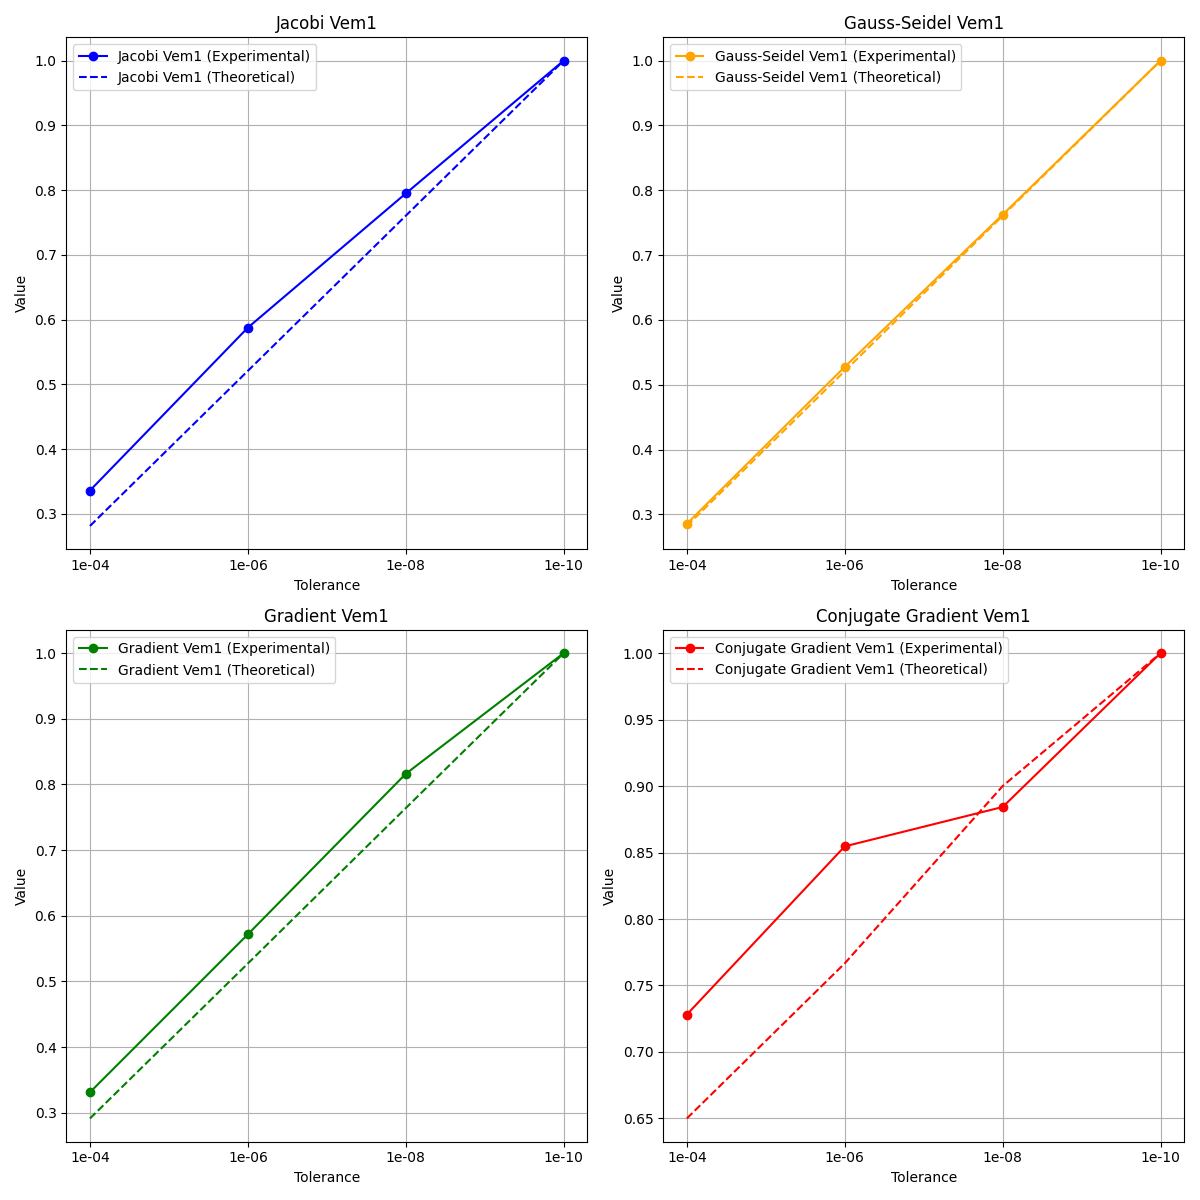 Jacobi Vem1
Jacobi Vem1 (Experimental)
Jacobi Vem1 (Theoretical)
Value
1.0
0.9
0.8
0.7
0.6
0.5
0.4
0.3
1e-04 1e-06 1e-08 1e-10
Tolerance
Gauss-Seidel Vem1
Gauss-Seidel Vem1 (Experimental)
Gauss-Seidel Vem1 (Theoretical)
Value
1.0
0.9
0.8
0.7
0.6
0.5
0.4
0.3
1e-04 1e-06 1e-08 1e-10
Tolerance
Gradient Vem1
Gradient Vem1 (Experimental)
Gradient Vem1 (Theoretical)
Value
1.0
0.9
0.8
0.7
0.6
0.5
0.4
0.3
1e-04 1e-06 1e-08 1e-10
Tolerance
Conjugate Gradient Vem1
Conjugate Gradient Vem1 (Experimental)
Conjugate Gradient Vem1 (Theoretical)
Value
1.00
0.95
0.90
0.85
0.80
0.75
0.70
0.65
1e-04 1e-06 1e-08 1e-10
Tolerance